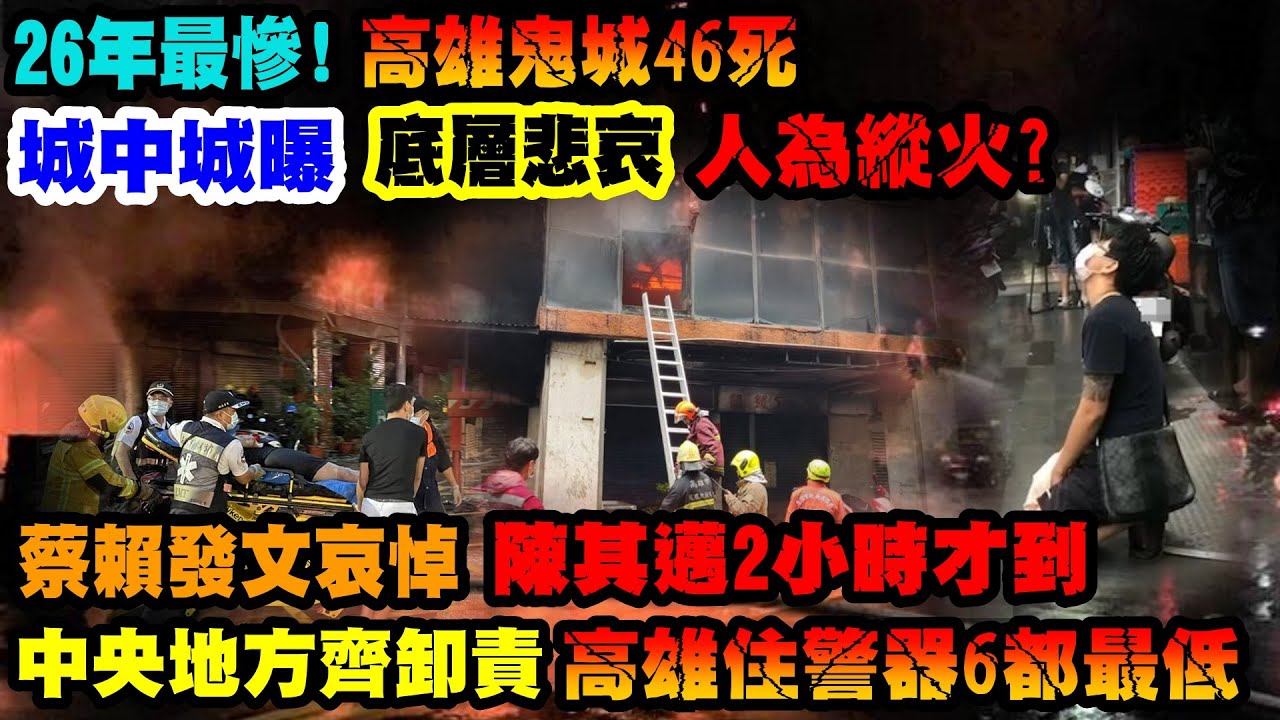 26年最慘! 高雄鬼城46死
城中城曝 底層悲哀 人為縱火?
蔡賴發文哀悼 陳其邁2小時才到
中央地方齊卸責 高雄住警器6都最低